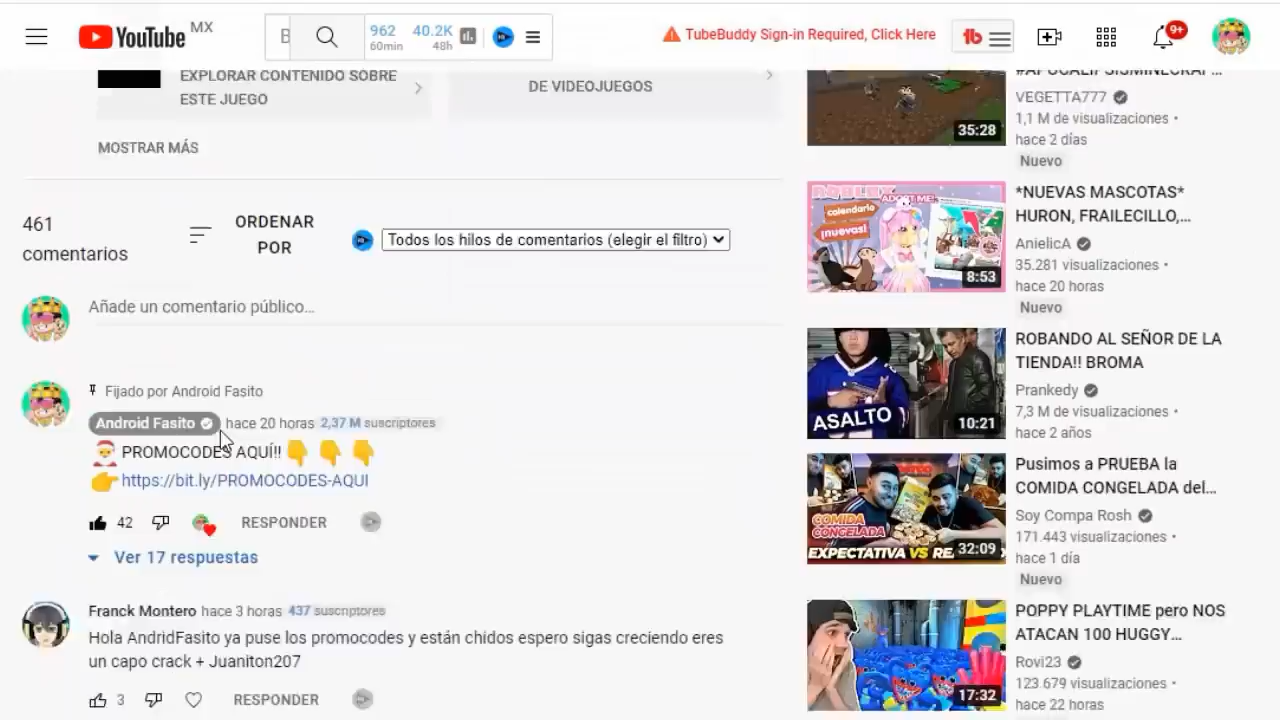 YouTube MX
B
962
60min
40.2K
48h
TubeBuddy Sign-in Required, Click Here
tb
9+
EXPLORAR CONTENIDO SOBRE
ESTE JUEGO
DE VIDEOJUEGOS
MOSTRAR MÁS
461
comentarios
ORDENAR
POR
Todos los hilos de comentarios (elegir el filtro)
Añade un comentario público...
Fijado por Android Fasito
Android Fasito hace 20 horas 2,37 M suscriptores
PROMOCODES AQUÍ!!
https://bit.ly/PROMOCODES-AQUI
42 RESPONDER
Ver 17 respuestas
Franck Montero hace 3 horas 437 suscriptores
Hola AndridFasito ya puse los promocodes y están chidos espero sigas creciendo eres
un capo crack + Juaniton207
3 RESPONDER
#APOCALIPSISMINECRAF...
35:28
VEGETTA777
1,1 M de visualizaciones •
hace 2 días
Nuevo
ROBLOX
ADOPT ME!
calendario
¡nuevas!
8:53
*NUEVAS MASCOTAS*
HURON, FRAILECILLO,...
AnielicA
35.281 visualizaciones •
hace 20 horas
Nuevo
ASALTO
10:21
ROBANDO AL SEÑOR DE LA
TIENDA!! BROMA
Prankedy
7,3 M de visualizaciones •
hace 2 años
COMIDA
CONGELADA
EXPECTATIVA VS RE
32:09
Pusimos a PRUEBA la
COMIDA CONGELADA del...
Soy Compa Rosh
171.443 visualizaciones •
hace 1 día
Nuevo
17:32
POPPY PLAYTIME pero NOS
ATACAN 100 HUGGY...
Rovi23
123.679 visualizaciones •
hace 22 horas